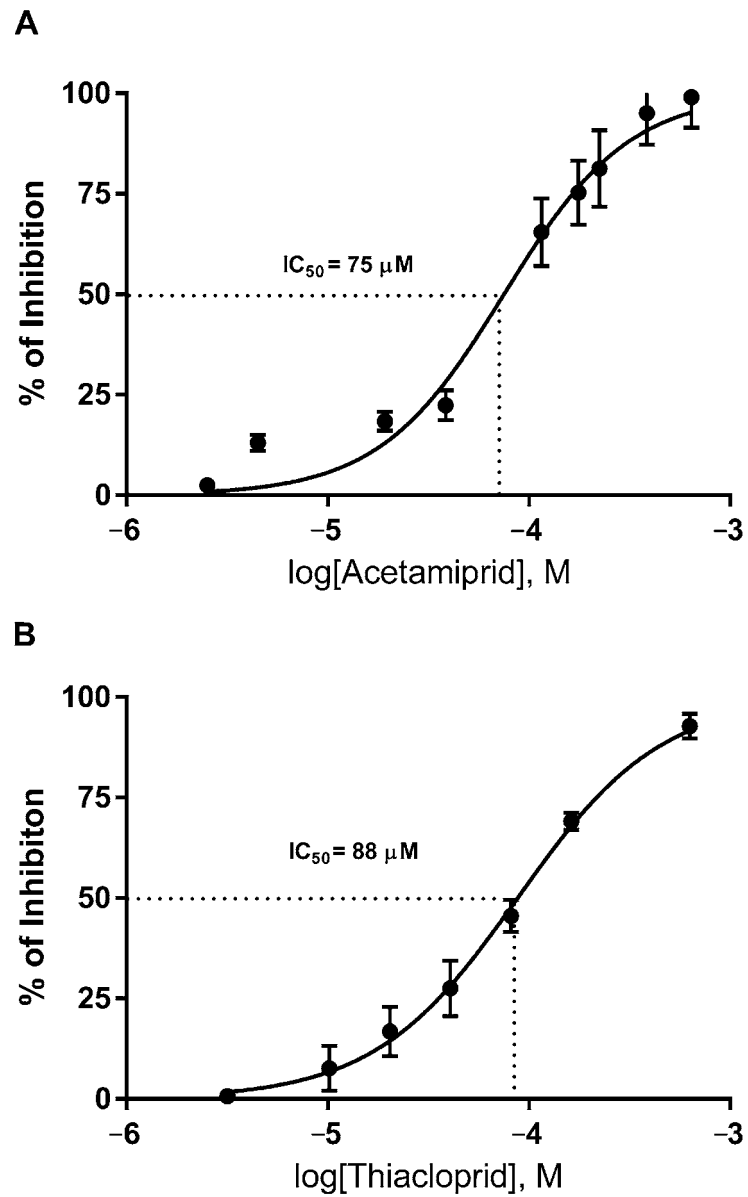 A
100
75
50
25
0
% of Inhibition
IC50 = 75 µM
−6
−5
−4
−3
log[Acetamiprid], M
B
100
75
50
25
0
% of Inhibiton
IC50= 88 µM
−6
−5
−4
−3
log[Thiacloprid], M